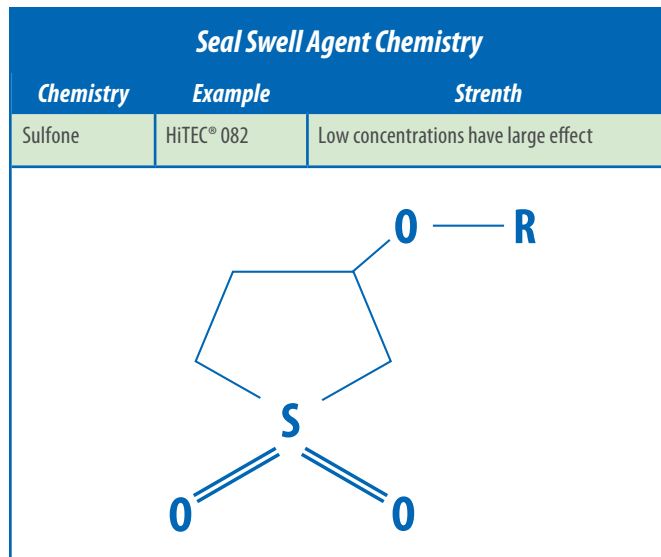 Seal Swell Agent Chemistry
Chemistry Example Strenth
Sulfone HiTEC® 082 Low concentrations have large effect
O R
S
O O